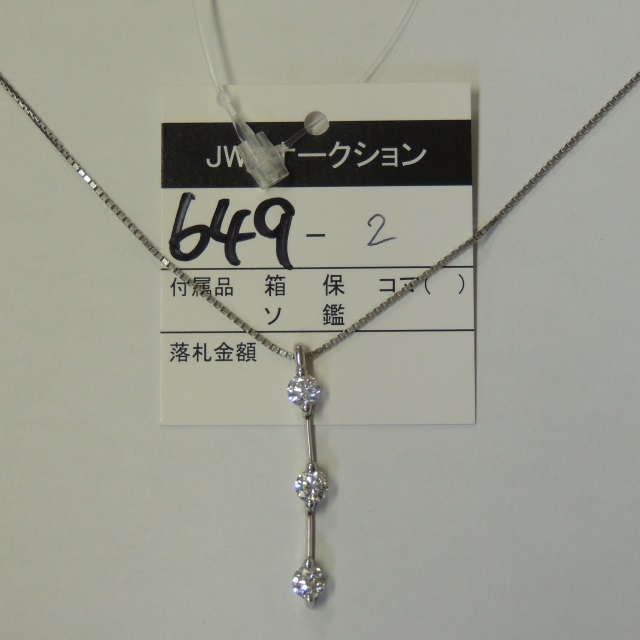 JW オークション
649 - 2
付属品 箱 保 コマ( )
ソ 鑑
落札金額